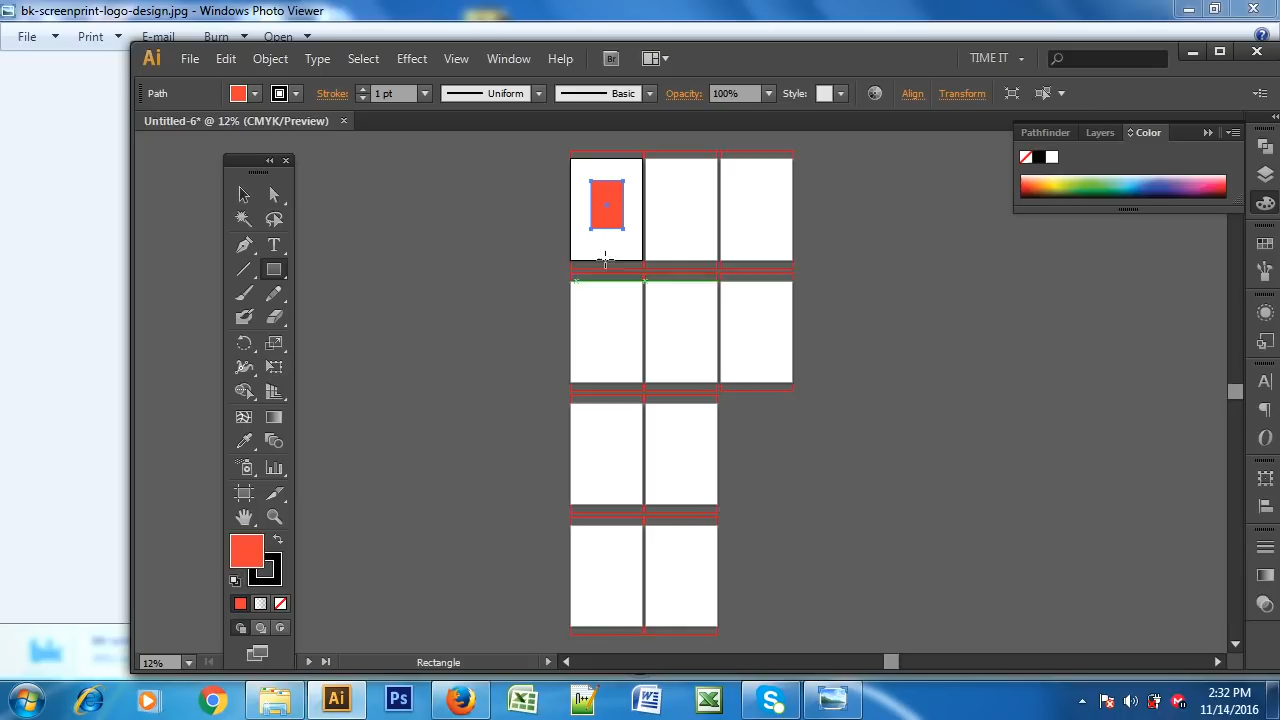 bk-screenprint-logo-design.jpg - Windows Photo Viewer
File Print E-mail Burn Open
Ai File Edit Object Type Select Effect View Window Help Br TIME IT
Path Stroke: 1 pt Uniform Basic Opacity: 100% Style: Align Transform
Untitled-6* @ 12% (CMYK/Preview)
Pathfinder Layers Color
T
A
12% Rectangle
Ai Ps W X S
2:32 PM
11/14/2016